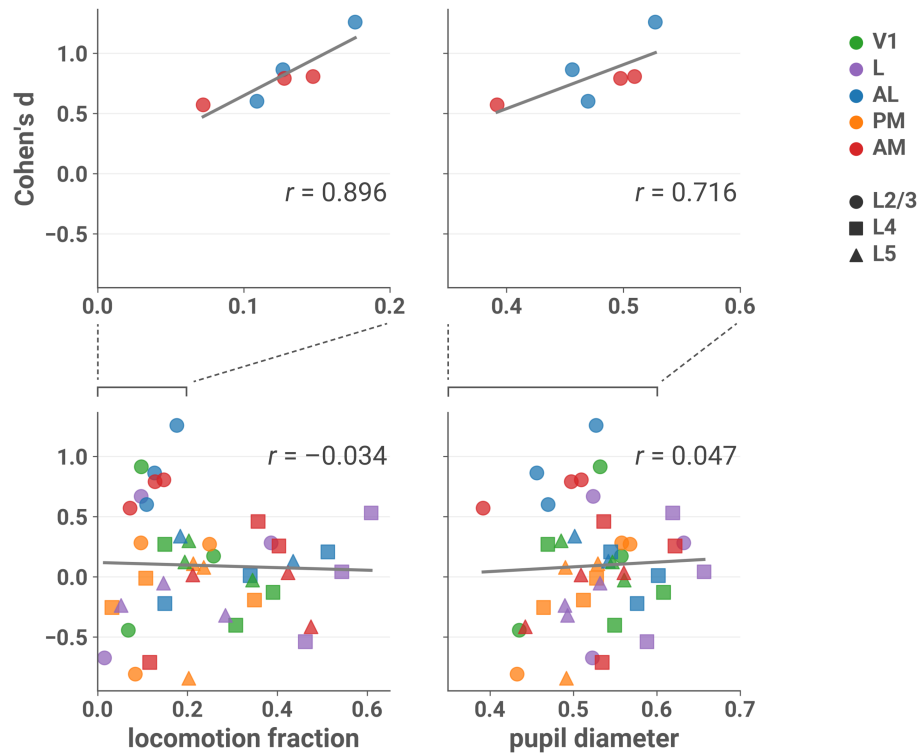 Cohen's d
1.0
0.5
0.0
−0.5
r = 0.896
0.0 0.1 0.2
r = 0.716
0.4 0.5 0.6
V1
L
AL
PM
AM
L2/3
L4
L5
1.0
0.5
0.0
−0.5
r = −0.034
0.0 0.2 0.4 0.6
locomotion fraction
r = 0.047
0.4 0.5 0.6 0.7
pupil diameter